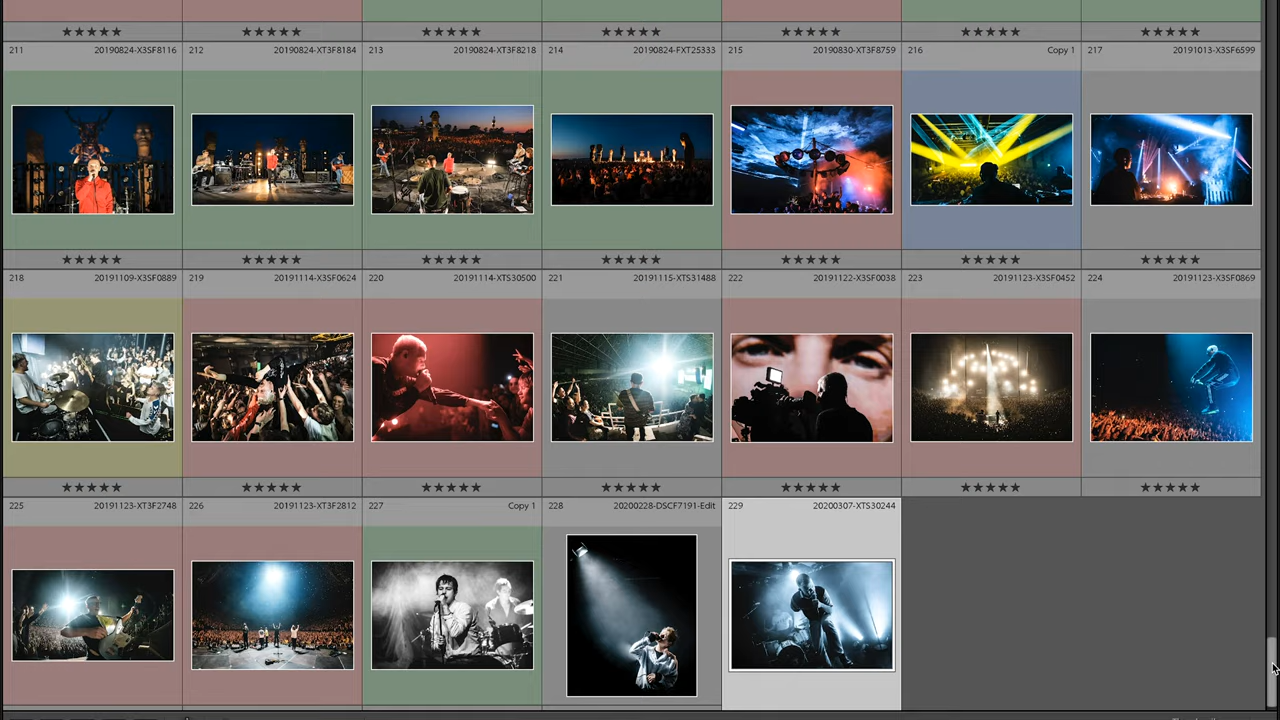 ★★★★★ ★★★★★ ★★★★★ ★★★★★ ★★★★★ ★★★★★ ★★★★★
211 20190824-X3SF8116 212 20190824-XT3F8184 213 20190824-XT3F8218 214 20190824-FXT25333 215 20190830-XT3F8759 216 Copy 1 217 20191013-X3SF6599
★★★★★ ★★★★★ ★★★★★ ★★★★★ ★★★★★ ★★★★★ ★★★★★
218 20191109-X3SF0889 219 20191114-X3SF0624 220 20191114-XTS30500 221 20191115-XTS31488 222 20191122-X3SF0038 223 20191123-X3SF0452 224 20191123-X3SF0869
★★★★★ ★★★★★ ★★★★★ ★★★★★ ★★★★★ ★★★★★ ★★★★★
225 20191123-XT3F2748 226 20191123-XT3F2812 227 Copy 1 228 20200228-DSCF7191-Edit 229 20200307-XTS30244